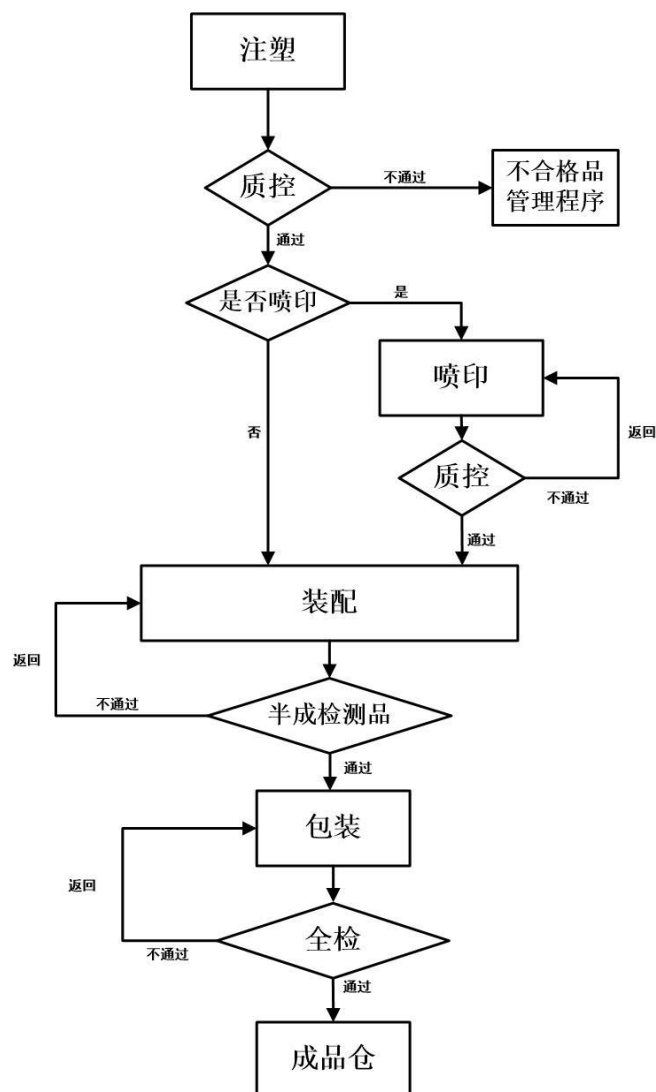 注塑
质控
不通过
不合格品
管理程序
通过
是否喷印
是
喷印
否
返回
质控
不通过
通过
装配
返回
不通过
半成检测品
通过
包装
返回
全检
不通过
通过
成品仓